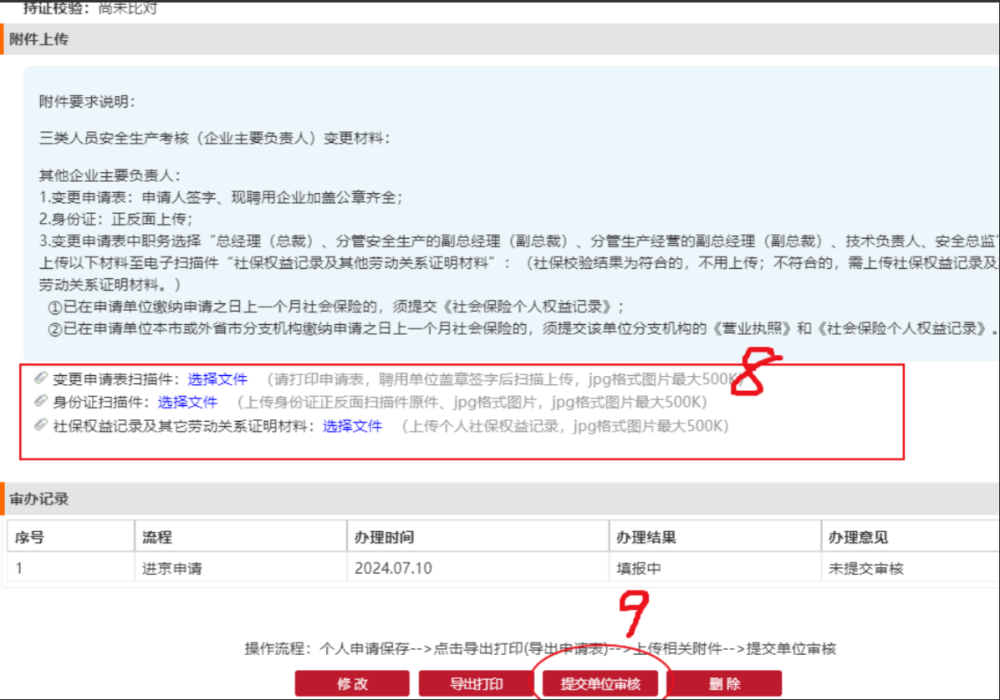 持证校验：尚未比对
附件上传
附件要求说明：
三类人员安全生产考核（企业主要负责人）变更材料：
其他企业主要负责人：
1.变更申请表：申请人签字、现聘用企业加盖公章齐全；
2.身份证：正反面上传；
3.变更申请表中职务选择“总经理（总裁）、分管安全生产的副总经理（副总裁）、分管生产经营的副总经理（副总裁）、技术负责人、安全总监”
上传以下材料至电子扫描件“社保权益记录及其他劳动关系证明材料”：（社保校验结果为符合的，不用上传；不符合的，需上传社保权益记录及
劳动关系证明材料。）
①已在申请单位缴纳申请之日上一个月社会保险的，须提交《社会保险个人权益记录》；
②已在申请单位本市或外省市分支机构缴纳申请之日上一个月社会保险的，须提交该单位分支机构的《营业执照》和《社会保险个人权益记录》。
8
变更申请表扫描件：选择文件 （请打印申请表，聘用单位盖章签字后扫描上传，jpg格式图片最大500K）
身份证扫描件：选择文件 （上传身份证正反面扫描件原件、jpg格式图片，jpg格式图片最大500K）
社保权益记录及其它劳动关系证明材料：选择文件 （上传个人社保权益记录，jpg格式图片最大500K）
审办记录
序号 流程 办理时间 办理结果 办理意见
1 进京申请 2024.07.10 填报中 未提交审核
9
操作流程：个人申请保存-->点击导出打印(导出申请表)-->上传相关附件-->提交单位审核
修 改 导出打印 提交单位审核 删 除